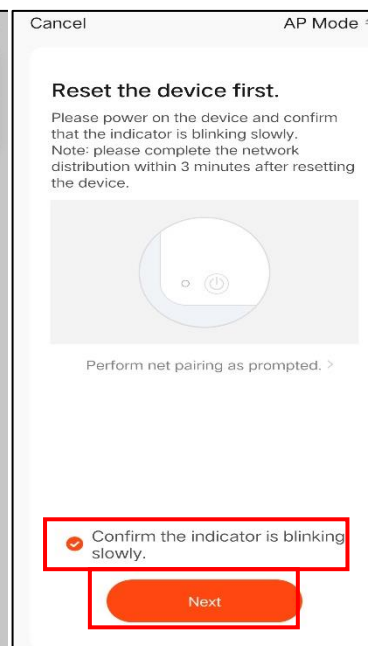 Cancel AP Mode
Reset the device first.
Please power on the device and confirm
that the indicator is blinking slowly.
Note: please complete the network
distribution within 3 minutes after resetting
the device.
Perform net pairing as prompted. >
Confirm the indicator is blinking
slowly.
Next